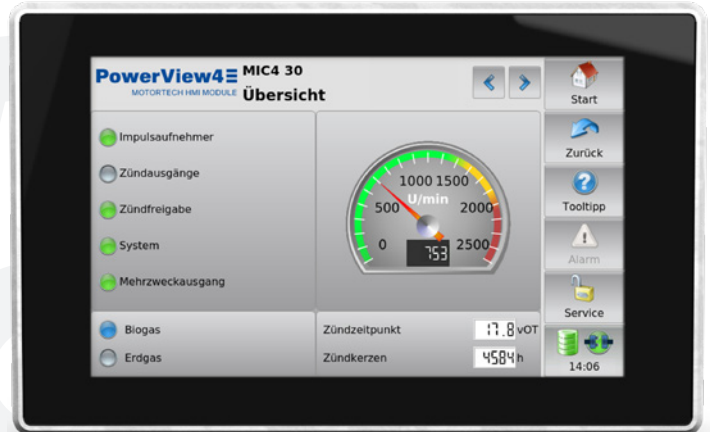 PowerView4
MIC4 30
MOTORTECH HMI MODULE
Übersicht
Start
Impulsaufnehmer
Zündausgänge
Zündfreigabe
System
Mehrzweckausgang
0
500
1000
1500
2000
2500
U/min
753
Zurück
Tooltipp
Alarm
Service
Biogas
Erdgas
Zündzeitpunkt 17.8 vOT
Zündkerzen 4584 h
14:06